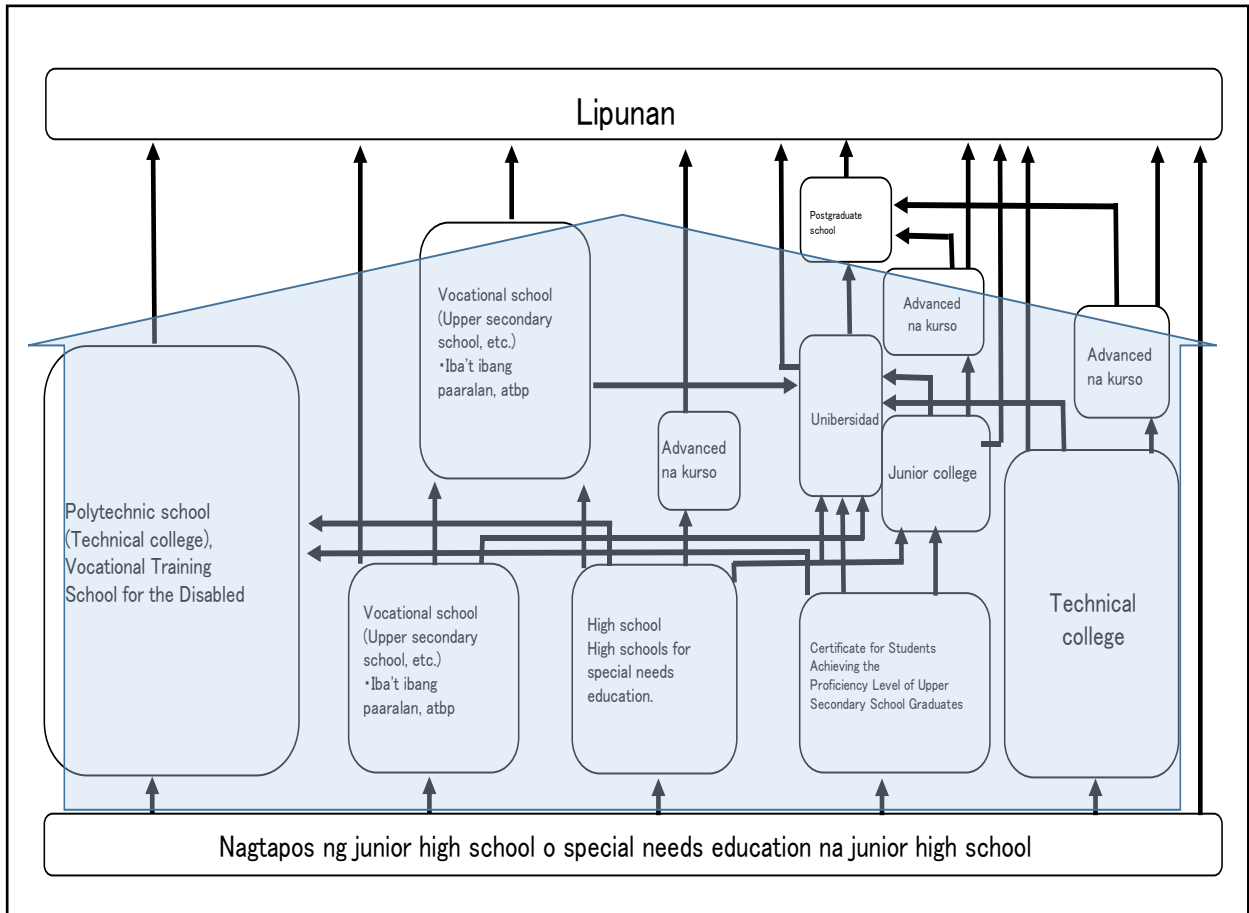 Lipunan
Postgraduate
school
Vocational school
(Upper secondary
school, etc.)
・Iba't ibang
paaralan, atbp
Advanced
na kurso
Advanced
na kurso
Unibersidad
Advanced
na kurso
Junior college
Polytechnic school
(Technical college),
Vocational Training
School for the Disabled
Vocational school
(Upper secondary
school, etc.)
・Iba't ibang
paaralan, atbp
High school
High schools for
special needs
education.
Certificate for Students
Achieving the
Proficiency Level of Upper
Secondary School Graduates
Technical
college
Nagtapos ng junior high school o special needs education na junior high school